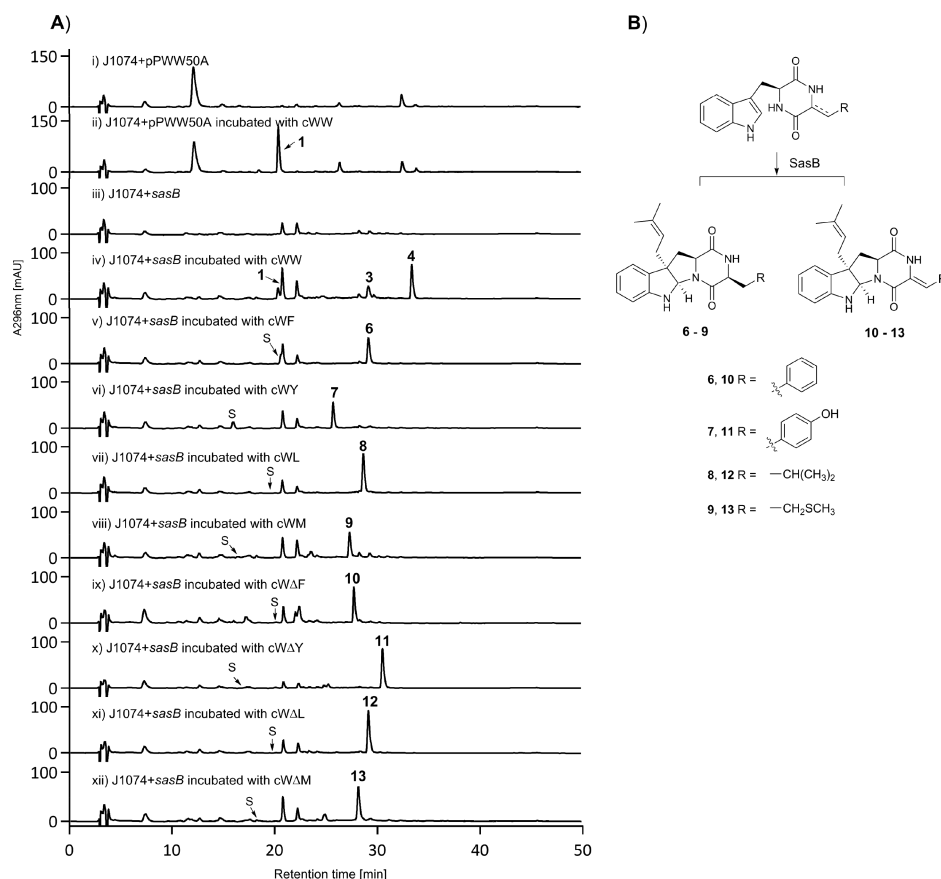 A)
150
0
i) J1074+pPWW50A
150
0
ii) J1074+pPWW50A incubated with cWW
1
100
0
iii) J1074+sasB
100
0
iv) J1074+sasB incubated with cWW
1
3
4
100
0
v) J1074+sasB incubated with cWF
S
6
100
0
vi) J1074+sasB incubated with cWY
S
7
100
0
vii) J1074+sasB incubated with cWL
S
8
100
0
viii) J1074+sasB incubated with cWM
S
9
100
0
ix) J1074+sasB incubated with cWΔF
S
10
100
0
x) J1074+sasB incubated with cWΔY
S
11
100
0
xi) J1074+sasB incubated with cWΔL
S
12
100
0
xii) J1074+sasB incubated with cWΔM
S
13
A296nm [mAU]
0 10 20 30 40 50
Retention time [min]
B)
O
NH
HN
R
N
H
O
SasB
O
NH
N
R
N
H
H
O
O
NH
N
R
N
H
H
O
6 - 9
10 - 13
6, 10 R =
7, 11 R =
OH
8, 12 R = —CH(CH₃)₂
9, 13 R = —CH₂SCH₃